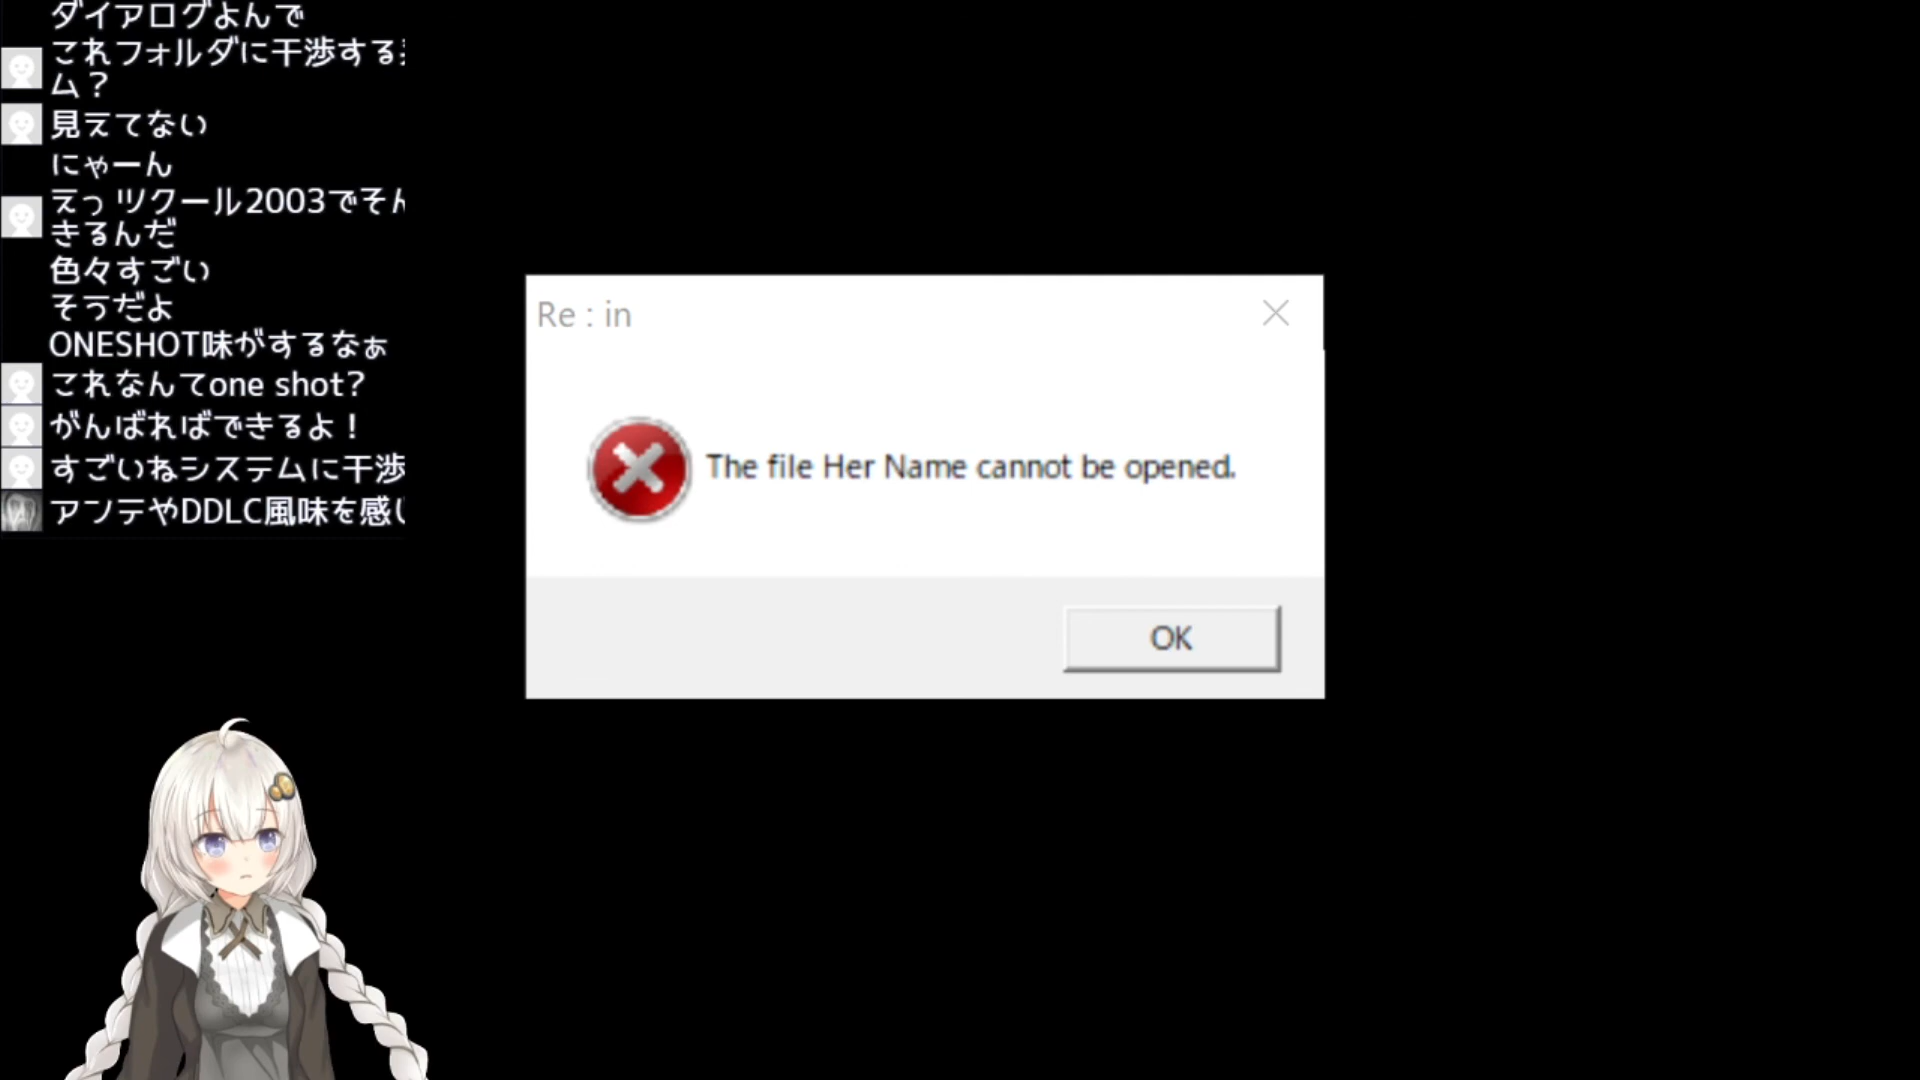 ダイアログよんで
これフォルダに干渉する
ム？
見えてない
にゃーん
えっ ツクール2003でそん
きるんだ
色々すごい
そうだよ
ONESHOT味がするなぁ
これなんてone shot?
がんばればできるよ！
すごいねシステムに干渉
アンテやDDLC風味を感じ
Re : in
The file Her Name cannot be opened.
OK